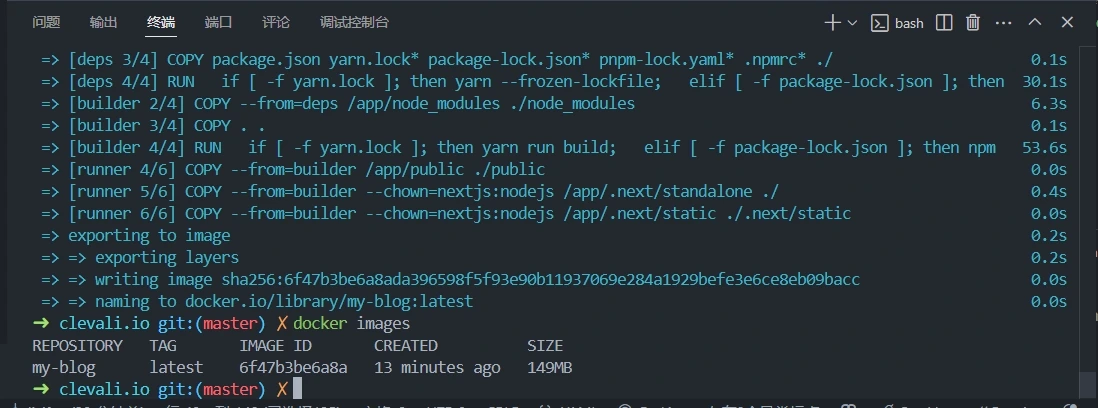 问题 输出 终端 端口 评论 调试控制台 bash
=> [deps 3/4] COPY package.json yarn.lock* package-lock.json* pnpm-lock.yaml* .npmrc* ./ 0.1s
=> [deps 4/4] RUN if [ -f yarn.lock ]; then yarn --frozen-lockfile; elif [ -f package-lock.json ]; then 30.1s
=> [builder 2/4] COPY --from=deps /app/node_modules ./node_modules 6.3s
=> [builder 3/4] COPY . . 0.1s
=> [builder 4/4] RUN if [ -f yarn.lock ]; then yarn run build; elif [ -f package-lock.json ]; then npm 53.6s
=> [runner 4/6] COPY --from=builder /app/public ./public 0.0s
=> [runner 5/6] COPY --from=builder --chown=nextjs:nodejs /app/.next/standalone ./ 0.4s
=> [runner 6/6] COPY --from=builder --chown=nextjs:nodejs /app/.next/static ./.next/static 0.0s
=> exporting to image 0.2s
=> => exporting layers 0.2s
=> => writing image sha256:6f47b3be6a8ada396598f5f93e90b11937069e284a1929befe3e6ce8eb09bacc 0.0s
=> => naming to docker.io/library/my-blog:latest 0.0s
➜ clevali.io git:(master) ✗ docker images
REPOSITORY TAG IMAGE ID CREATED SIZE
my-blog latest 6f47b3be6a8a 13 minutes ago 149MB
➜ clevali.io git:(master) ✗